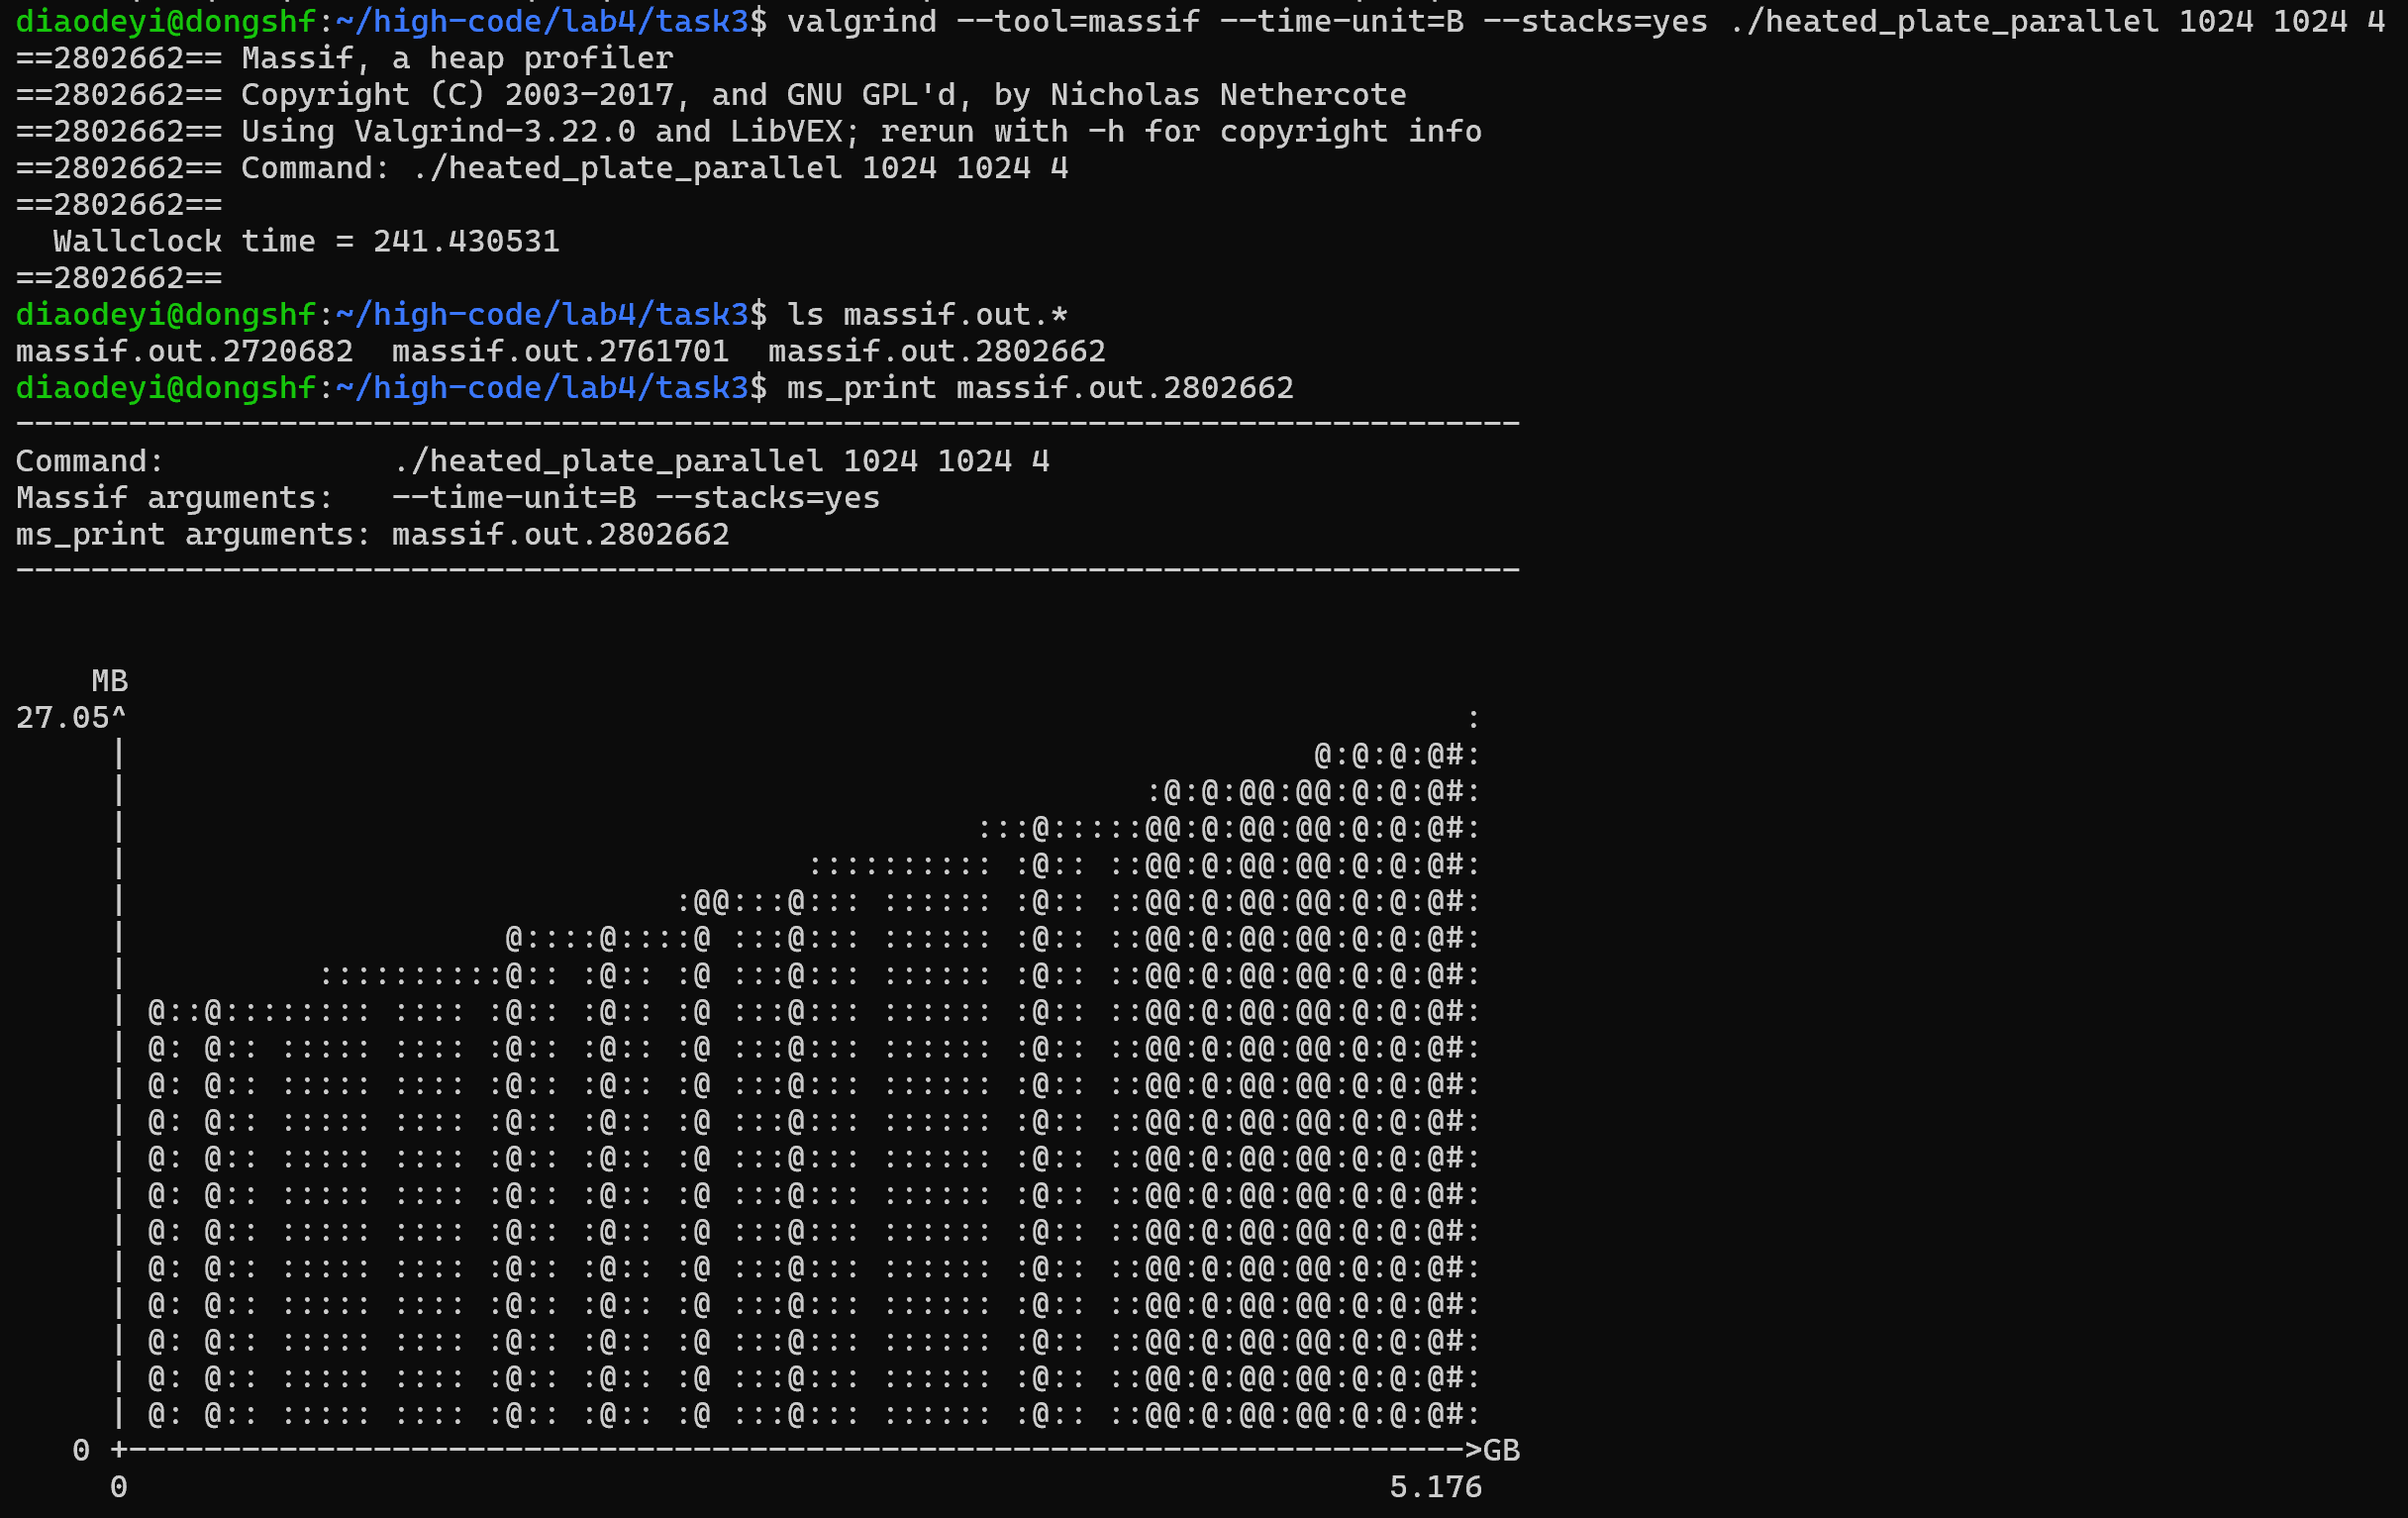 diaodeyi@dongshf:~/high-code/lab4/task3$ valgrind --tool=massif --time-unit=B --stacks=yes ./heated_plate_parallel 1024 1024 4
==2802662== Massif, a heap profiler
==2802662== Copyright (C) 2003-2017, and GNU GPL'd, by Nicholas Nethercote
==2802662== Using Valgrind-3.22.0 and LibVEX; rerun with -h for copyright info
==2802662== Command: ./heated_plate_parallel 1024 1024 4
==2802662==
  Wallclock time = 241.430531
==2802662==
diaodeyi@dongshf:~/high-code/lab4/task3$ ls massif.out.*
massif.out.2720682  massif.out.2761701  massif.out.2802662
diaodeyi@dongshf:~/high-code/lab4/task3$ ms_print massif.out.2802662
--------------------------------------------------------------------------------
Command:            ./heated_plate_parallel 1024 1024 4
Massif arguments:   --time-unit=B --stacks=yes
ms_print arguments: massif.out.2802662
--------------------------------------------------------------------------------
    MB
27.05^                                                                       :
     |                                                               @:@:@:@#:
     |                                                      :@:@:@@:@@:@:@:@#:
     |                                             :::@:::::@@:@:@@:@@:@:@:@#:
     |                                    :::::::::: :@:: ::@@:@:@@:@@:@:@:@#:
     |                             :@@:::@::: :::::: :@:: ::@@:@:@@:@@:@:@:@#:
     |                    @::::@::::@ :::@::: :::::: :@:: ::@@:@:@@:@@:@:@:@#:
     |          ::::::::::@:: :@:: :@ :::@::: :::::: :@:: ::@@:@:@@:@@:@:@:@#:
     | @::@:::::::: :::: :@:: :@:: :@ :::@::: :::::: :@:: ::@@:@:@@:@@:@:@:@#:
     | @: @:: ::::: :::: :@:: :@:: :@ :::@::: :::::: :@:: ::@@:@:@@:@@:@:@:@#:
     | @: @:: ::::: :::: :@:: :@:: :@ :::@::: :::::: :@:: ::@@:@:@@:@@:@:@:@#:
     | @: @:: ::::: :::: :@:: :@:: :@ :::@::: :::::: :@:: ::@@:@:@@:@@:@:@:@#:
     | @: @:: ::::: :::: :@:: :@:: :@ :::@::: :::::: :@:: ::@@:@:@@:@@:@:@:@#:
     | @: @:: ::::: :::: :@:: :@:: :@ :::@::: :::::: :@:: ::@@:@:@@:@@:@:@:@#:
     | @: @:: ::::: :::: :@:: :@:: :@ :::@::: :::::: :@:: ::@@:@:@@:@@:@:@:@#:
     | @: @:: ::::: :::: :@:: :@:: :@ :::@::: :::::: :@:: ::@@:@:@@:@@:@:@:@#:
     | @: @:: ::::: :::: :@:: :@:: :@ :::@::: :::::: :@:: ::@@:@:@@:@@:@:@:@#:
     | @: @:: ::::: :::: :@:: :@:: :@ :::@::: :::::: :@:: ::@@:@:@@:@@:@:@:@#:
     | @: @:: ::::: :::: :@:: :@:: :@ :::@::: :::::: :@:: ::@@:@:@@:@@:@:@:@#:
     | @: @:: ::::: :::: :@:: :@:: :@ :::@::: :::::: :@:: ::@@:@:@@:@@:@:@:@#:
   0 +----------------------------------------------------------------------->GB
     0                                                                   5.176